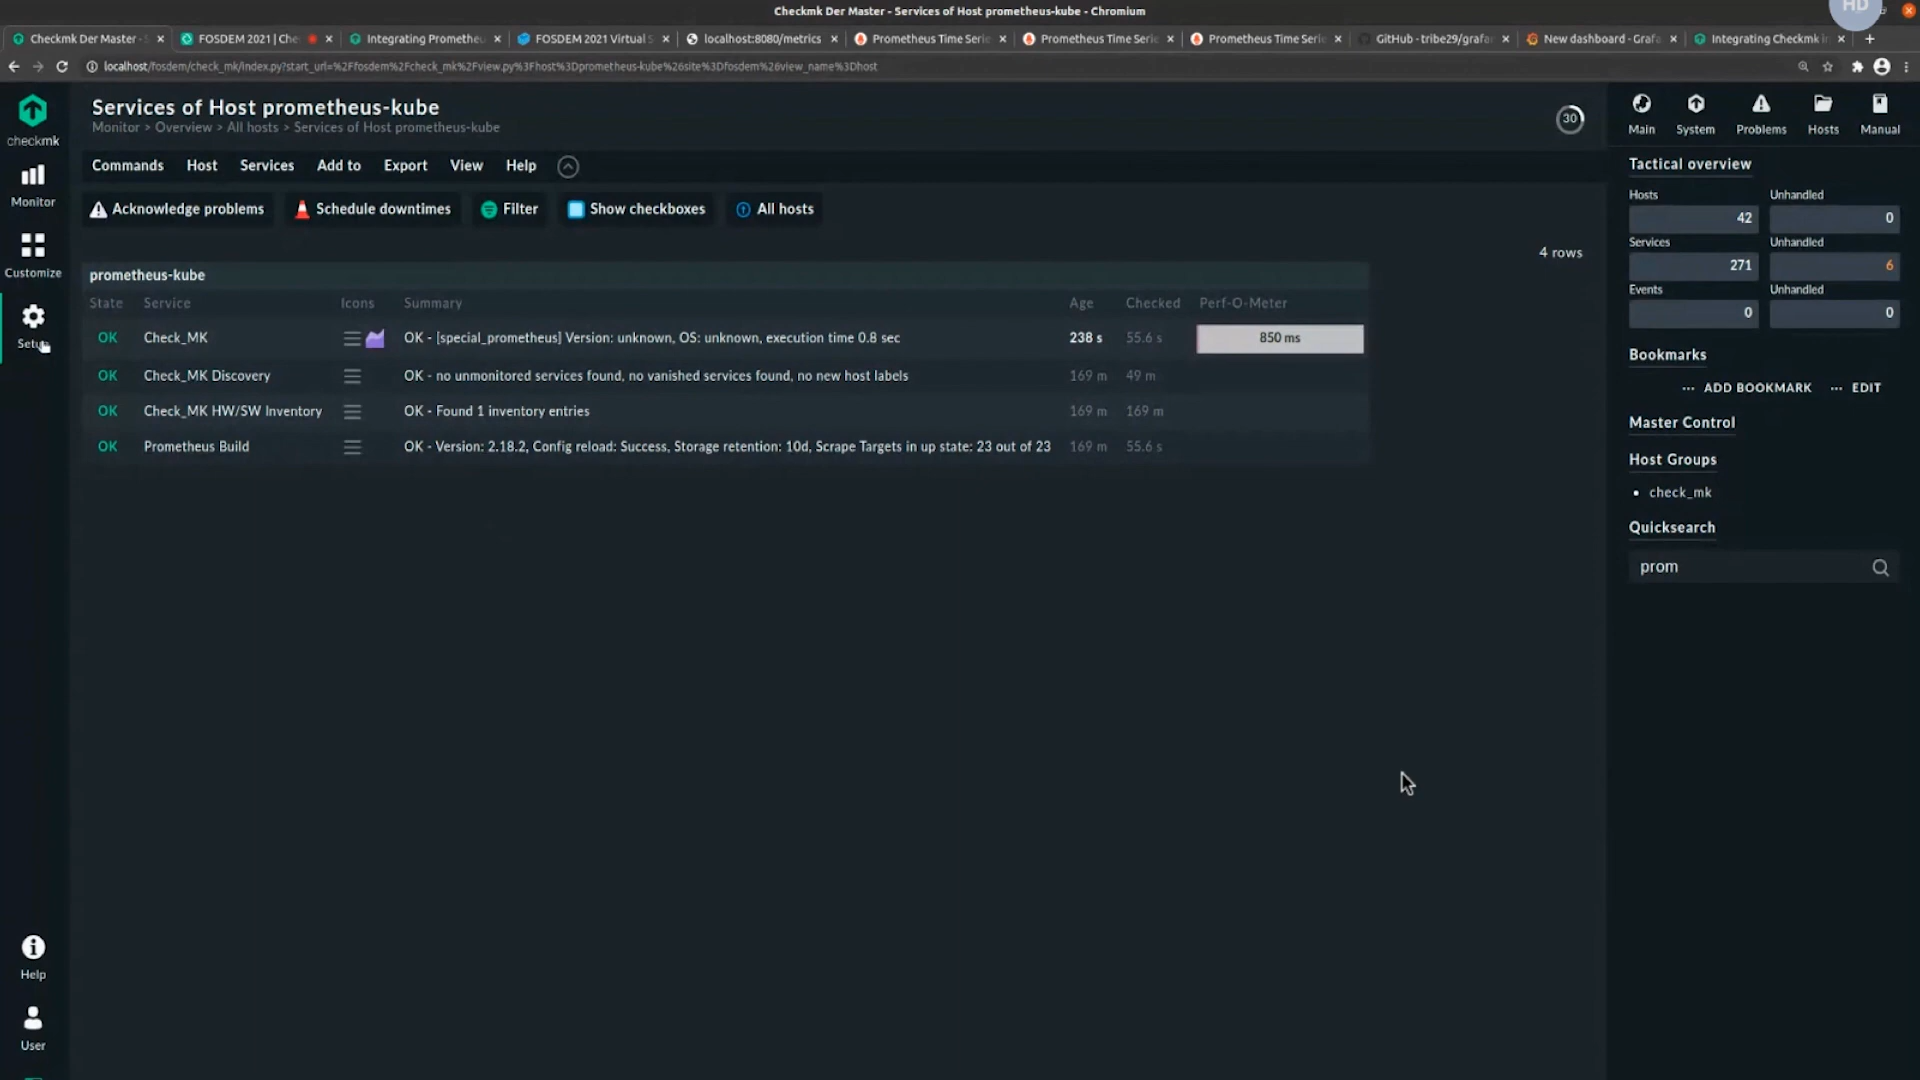 Checkmk Der Master - Services of Host prometheus-kube - Chromium
HD
Checkmk Der Master - S
FOSDEM 2021 | Che
Integrating Prometheu
FOSDEM 2021 Virtual S
localhost:8080/metrics
Prometheus Time Serie
Prometheus Time Serie
Prometheus Time Serie
GitHub - tribe29/grafan
New dashboard - Grafa
Integrating Checkmk in
localhost/fosdem/check_mk/index.py?start_url=%2Ffosdem%2Fcheck_mk%2Fview.py%3Fhost%3Dprometheus-kube%26site%3Dfosdem%26view_name%3Dhost
checkmk
Monitor
Customize
Setup
Help
User
Services of Host prometheus-kube
Monitor > Overview > All hosts > Services of Host prometheus-kube
30
Commands Host Services Add to Export View Help
Acknowledge problems Schedule downtimes Filter Show checkboxes All hosts
4 rows
prometheus-kube
State Service Icons Summary Age Checked Perf-O-Meter
OK Check_MK OK - [special_prometheus] Version: unknown, OS: unknown, execution time 0.8 sec 238 s 55.6 s 850 ms
OK Check_MK Discovery OK - no unmonitored services found, no vanished services found, no new host labels 169 m 49 m
OK Check_MK HW/SW Inventory OK - Found 1 inventory entries 169 m 169 m
OK Prometheus Build OK - Version: 2.18.2, Config reload: Success, Storage retention: 10d, Scrape Targets in up state: 23 out of 23 169 m 55.6 s
Main System Problems Hosts Manual
Tactical overview
Hosts Unhandled
42 0
Services Unhandled
271 6
Events Unhandled
0 0
Bookmarks
ADD BOOKMARK EDIT
Master Control
Host Groups
check_mk
Quicksearch
prom